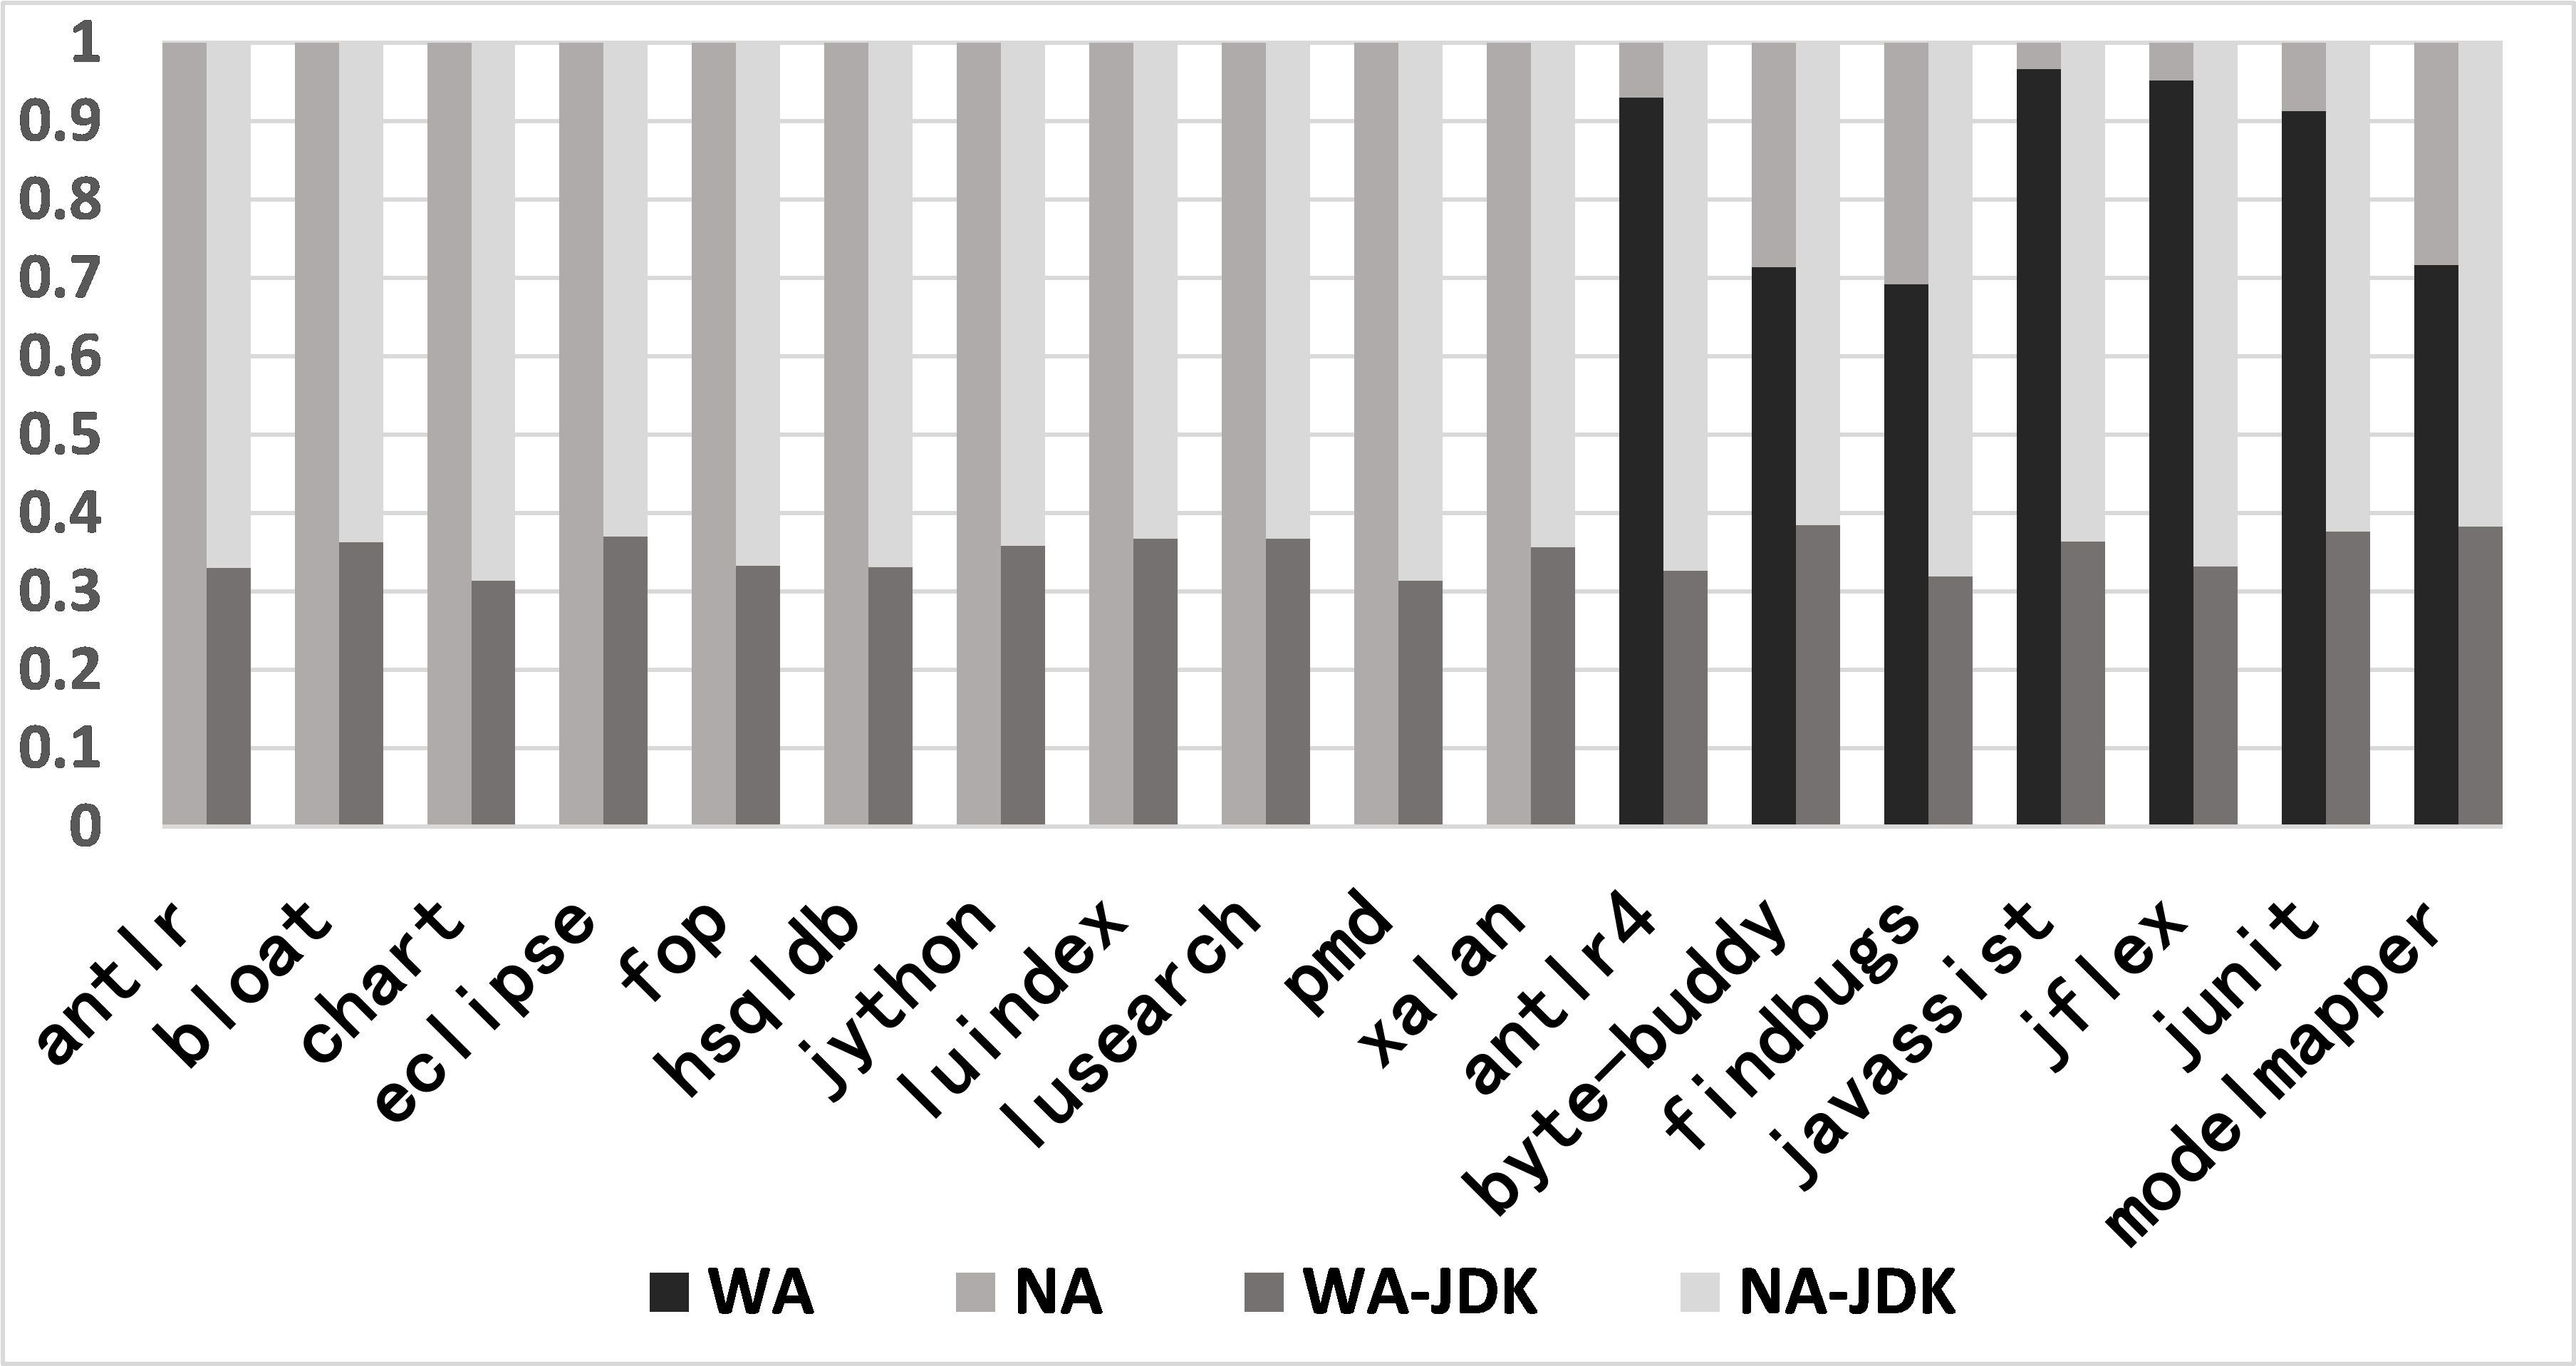 1
0.9
0.8
0.7
0.6
0.5
0.4
0.3
0.2
0.1
0
antlr
bloat
chart
eclipse
fop
hsqldb
jython
luindex
lusearch
pmd
xalan
antlr4
byte-buddy
findbugs
javassist
jflex
junit
modelmapper
WA NA WA-JDK NA-JDK